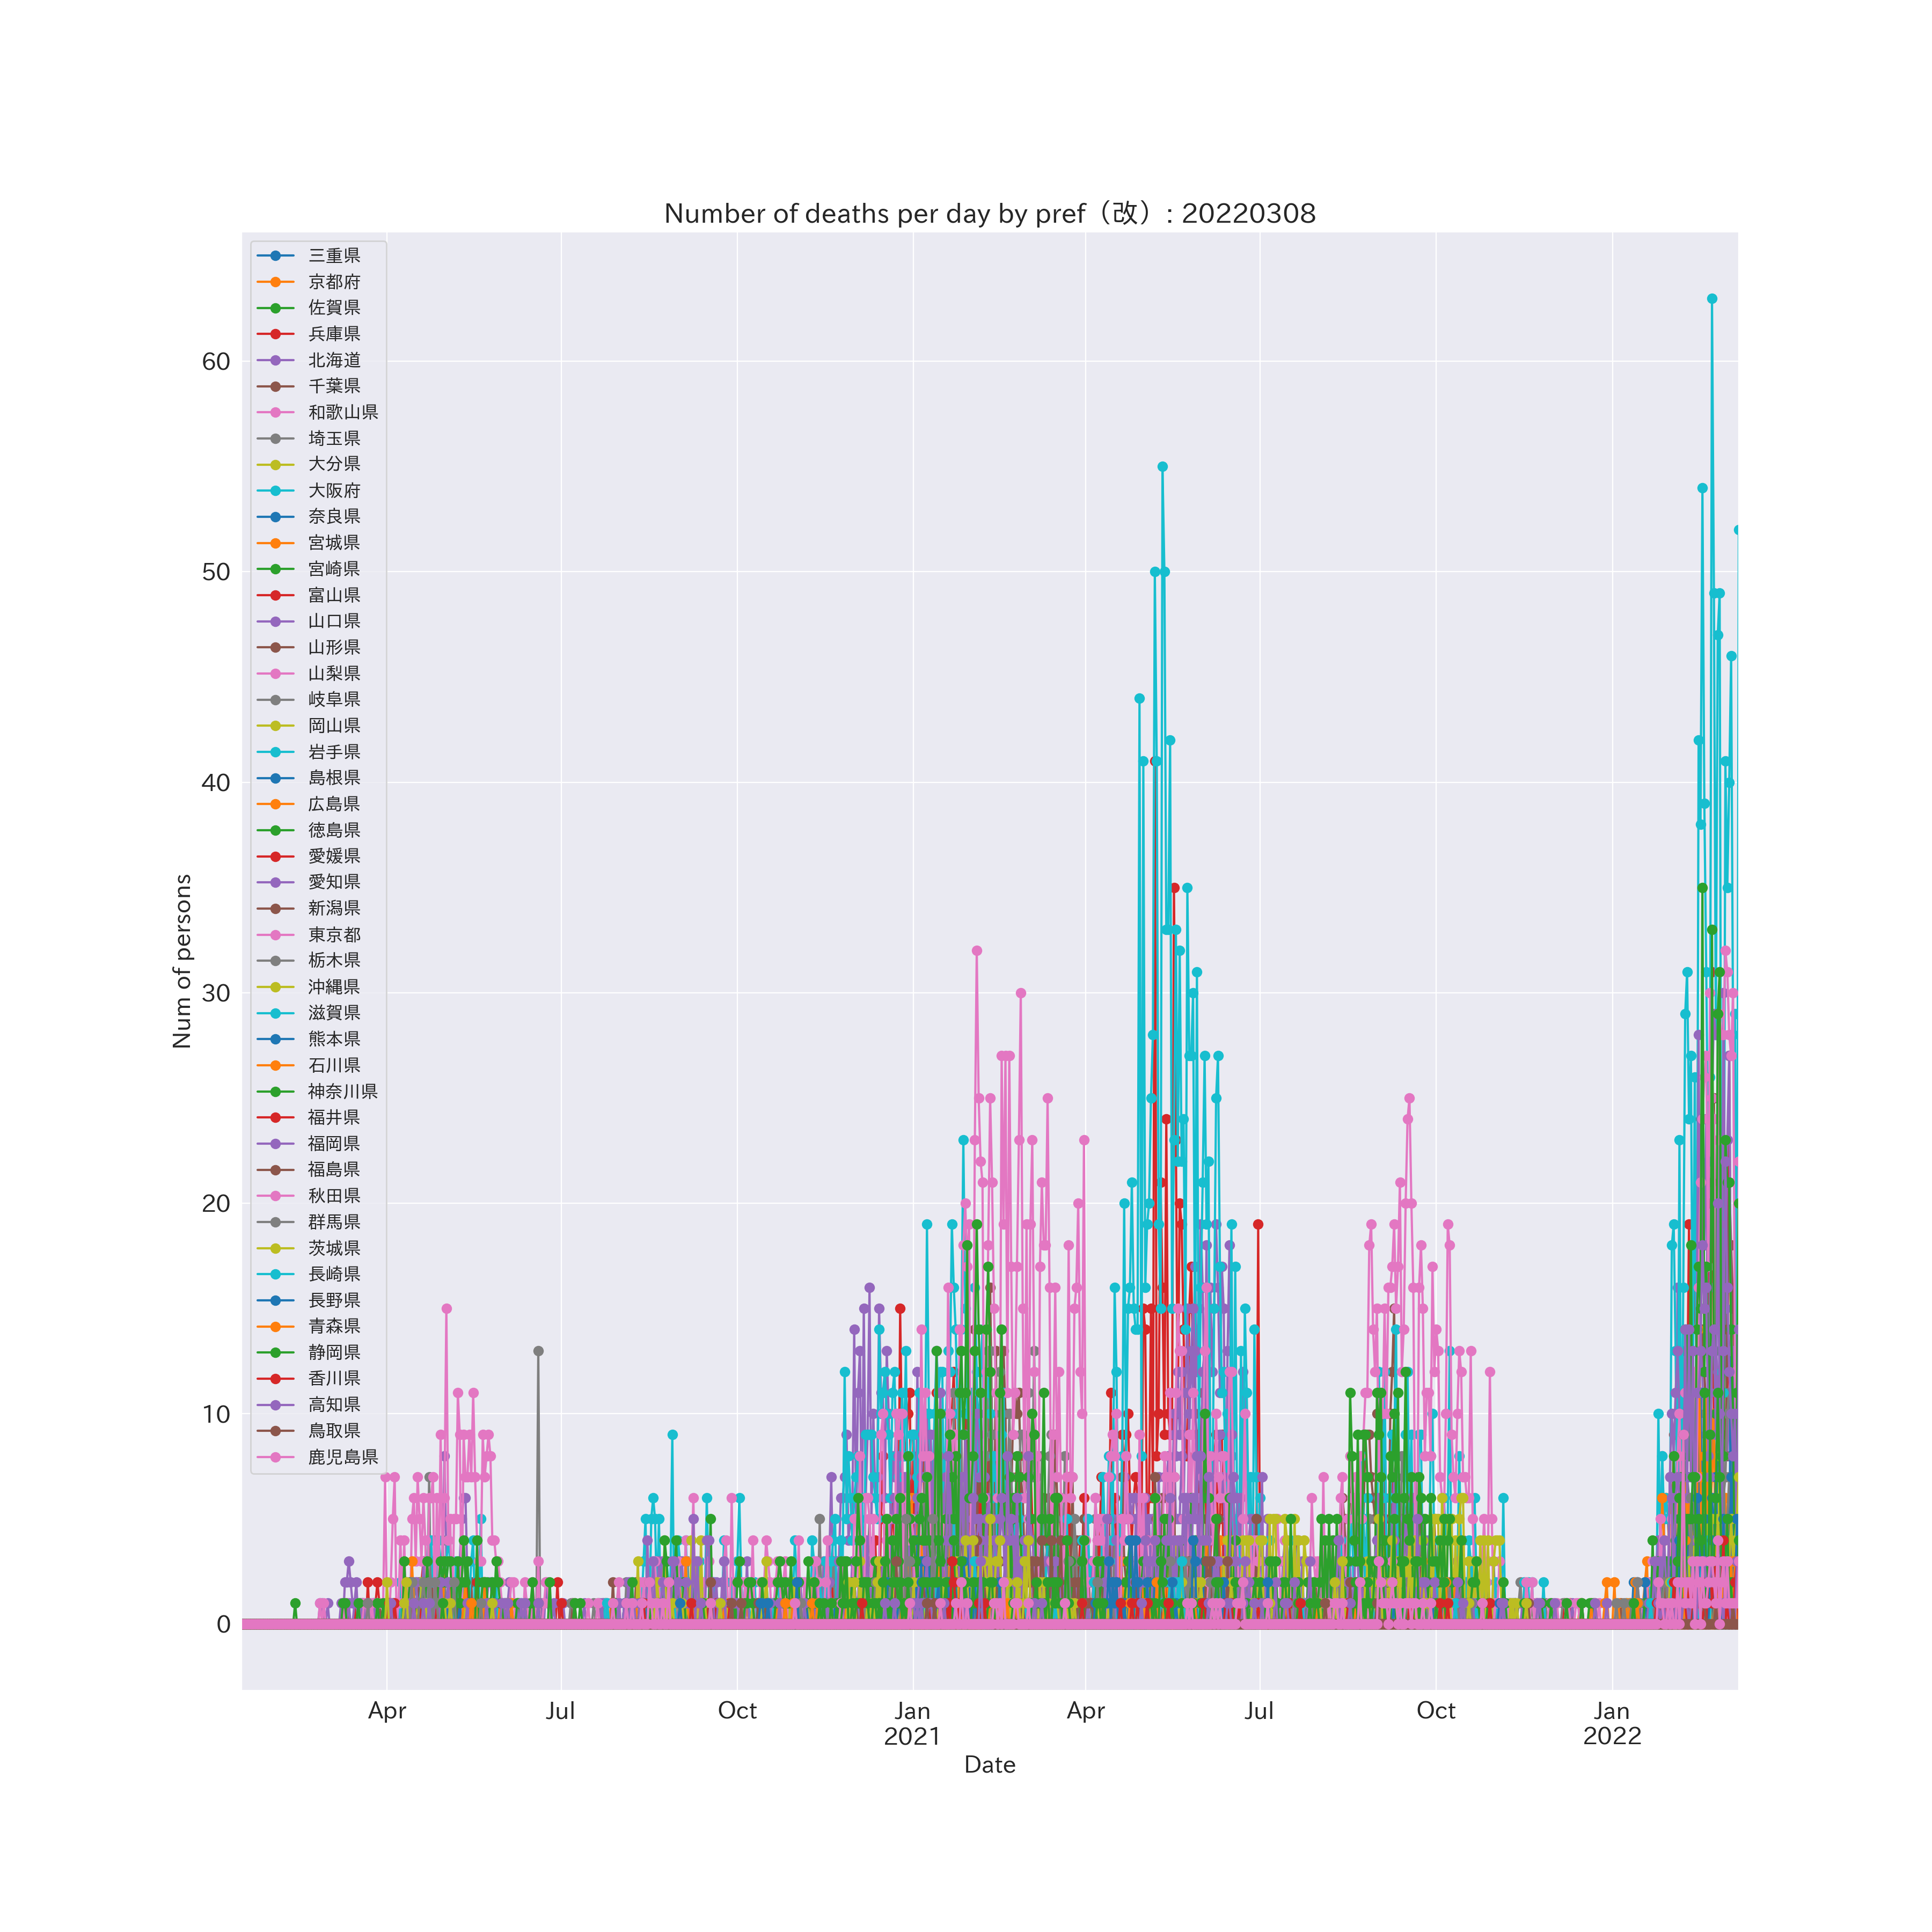 Number of deaths per day by pref（改）: 20220308
三重県
京都府
佐賀県
兵庫県
北海道
千葉県
和歌山県
埼玉県
大分県
大阪府
奈良県
宮城県
宮崎県
富山県
山口県
山形県
山梨県
岐阜県
岡山県
岩手県
島根県
広島県
徳島県
愛媛県
愛知県
新潟県
東京都
栃木県
沖縄県
滋賀県
熊本県
石川県
神奈川県
福井県
福岡県
福島県
秋田県
群馬県
茨城県
長崎県
長野県
青森県
静岡県
香川県
高知県
鳥取県
鹿児島県
60
50
40
30
20
10
0
Num of persons
Apr
Jul
Oct
Jan
2021
Apr
Jul
Oct
Jan
2022
Date